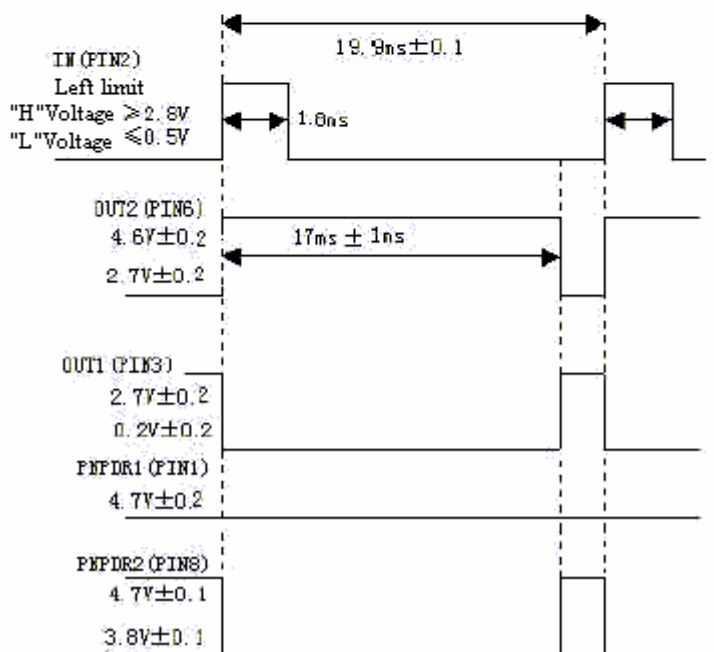 19.9ms±0.1
IN(PIN2)
Left limit
"H"Voltage ≥2.8V
"L"Voltage ≤0.5V
1.8ms
OUT2(PIN6)
4.6V±0.2
17ms ± 1ms
2.7V±0.2
OUT1(PIN3)
2.7V±0.2
0.2V±0.2
PNPDR1(PIN1)
4.7V±0.2
PNPDR2(PIN8)
4.7V±0.1
3.8V±0.1